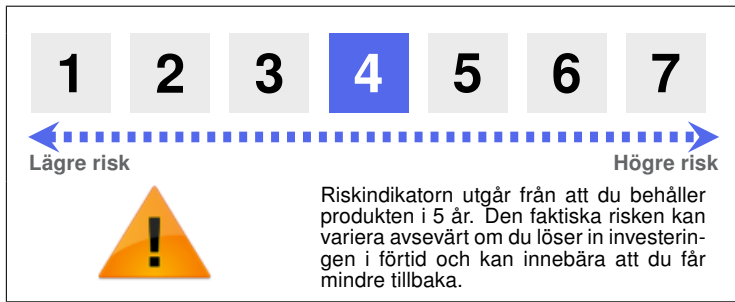 1 2 3 4 5 6 7
Lägre risk Högre risk
!
Riskindikatorn utgår från att du behåller
produkten i 5 år. Den faktiska risken kan
variera avsevärt om du löser in investerin-
gen i förtid och kan innebära att du får
mindre tillbaka.